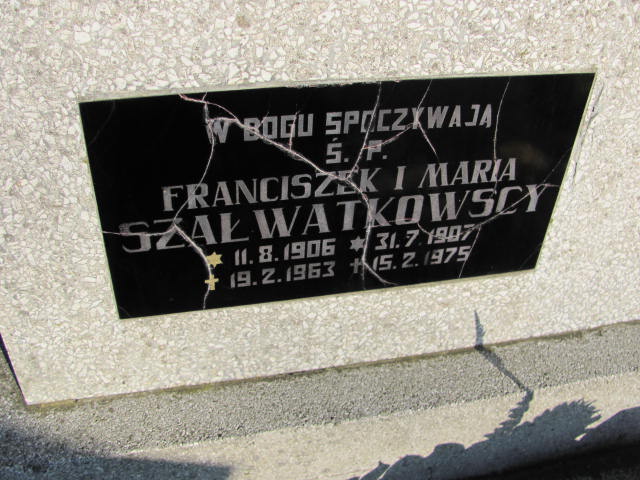 W BOGU SPOCZYWAJĄ
Ś. P.
FRANCISZEK I MARIA
SZAŁWATKOWSCY
11.8.1906 31.7.1907
19.2.1963 15.2.1975